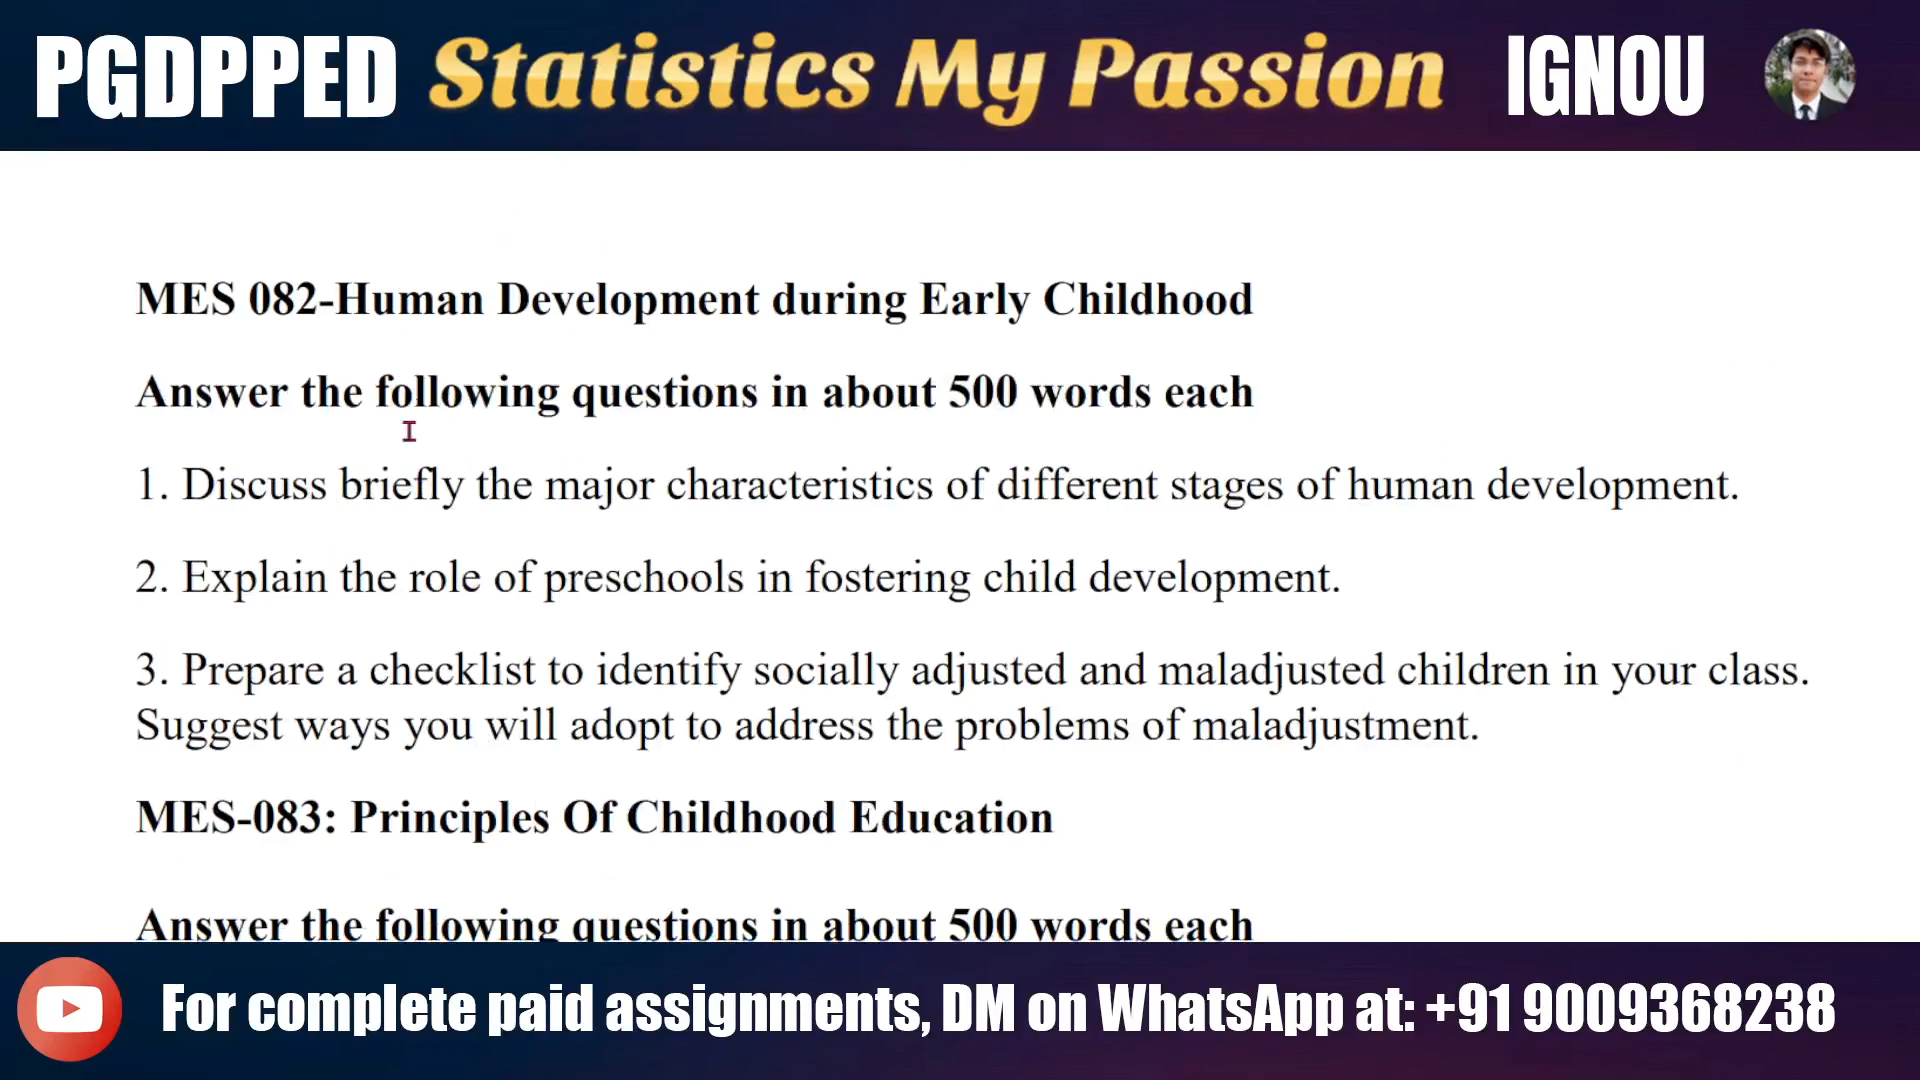 PGDPPED Statistics My Passion IGNOU
MES 082-Human Development during Early Childhood
Answer the following questions in about 500 words each
1. Discuss briefly the major characteristics of different stages of human development.
2. Explain the role of preschools in fostering child development.
3. Prepare a checklist to identify socially adjusted and maladjusted children in your class.
Suggest ways you will adopt to address the problems of maladjustment.
MES-083: Principles Of Childhood Education
Answer the following questions in about 500 words each
For complete paid assignments, DM on WhatsApp at: +91 9009368238